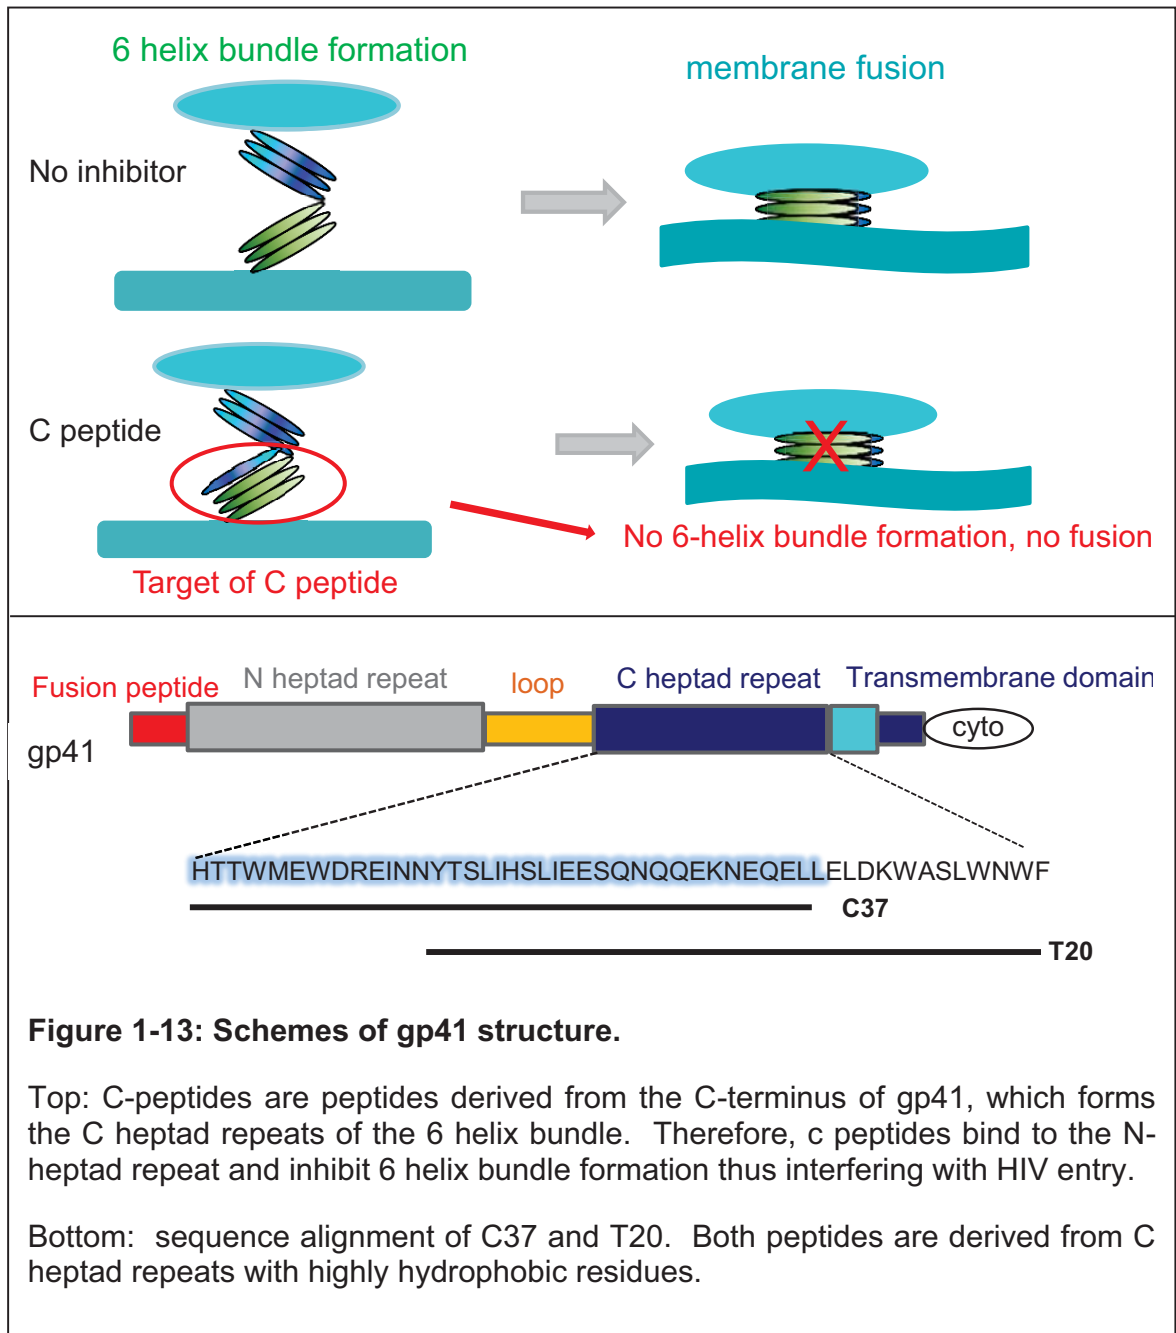 6 helix bundle formation
membrane fusion
No inhibitor
C peptide
No 6-helix bundle formation, no fusion
Target of C peptide
Fusion peptide
N heptad repeat
loop
C heptad repeat
Transmembrane domain
gp41
cyto
HTTWMEWDREINNYTSLIHSLIEESQNQQEKNEQELLELDKWASLWNWF
C37
T20
Figure 1-13: Schemes of gp41 structure.
Top: C-peptides are peptides derived from the C-terminus of gp41, which forms
the C heptad repeats of the 6 helix bundle. Therefore, c peptides bind to the N-
heptad repeat and inhibit 6 helix bundle formation thus interfering with HIV entry.
Bottom: sequence alignment of C37 and T20. Both peptides are derived from C
heptad repeats with highly hydrophobic residues.